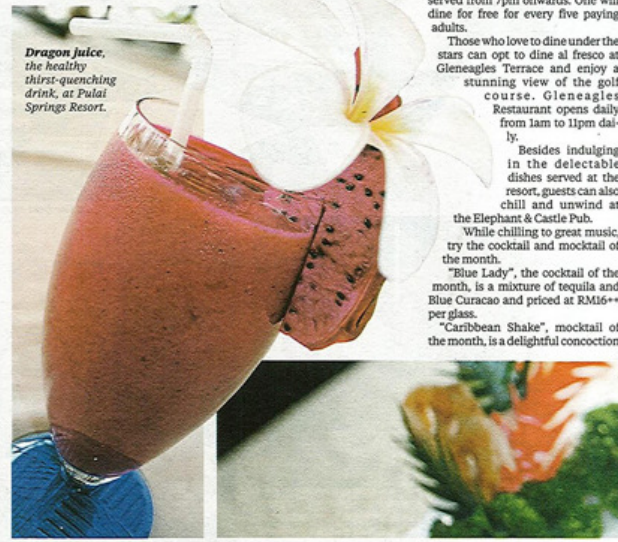 Dragon juice,
the healthy
thirst-quenching
drink, at Pulai
Springs Resort.
served from 7pm onwards. One will
dine for free for every five paying
adults.
Those who love to dine under the
stars can opt to dine al fresco at
Gleneagles Terrace and enjoy a
stunning view of the golf
course. Gleneagles
Restaurant opens daily
from 1am to 11pm dai-
ly.
Besides indulging
in the delectable
dishes served at the
resort, guests can also
chill and unwind at
the Elephant & Castle Pub.
While chilling to great music,
try the cocktail and mocktail of
the month.
"Blue Lady", the cocktail of the
month, is a mixture of tequila and
Blue Curacao and priced at RM16++
per glass.
"Caribbean Shake", mocktail of
the month, is a delightful concoction